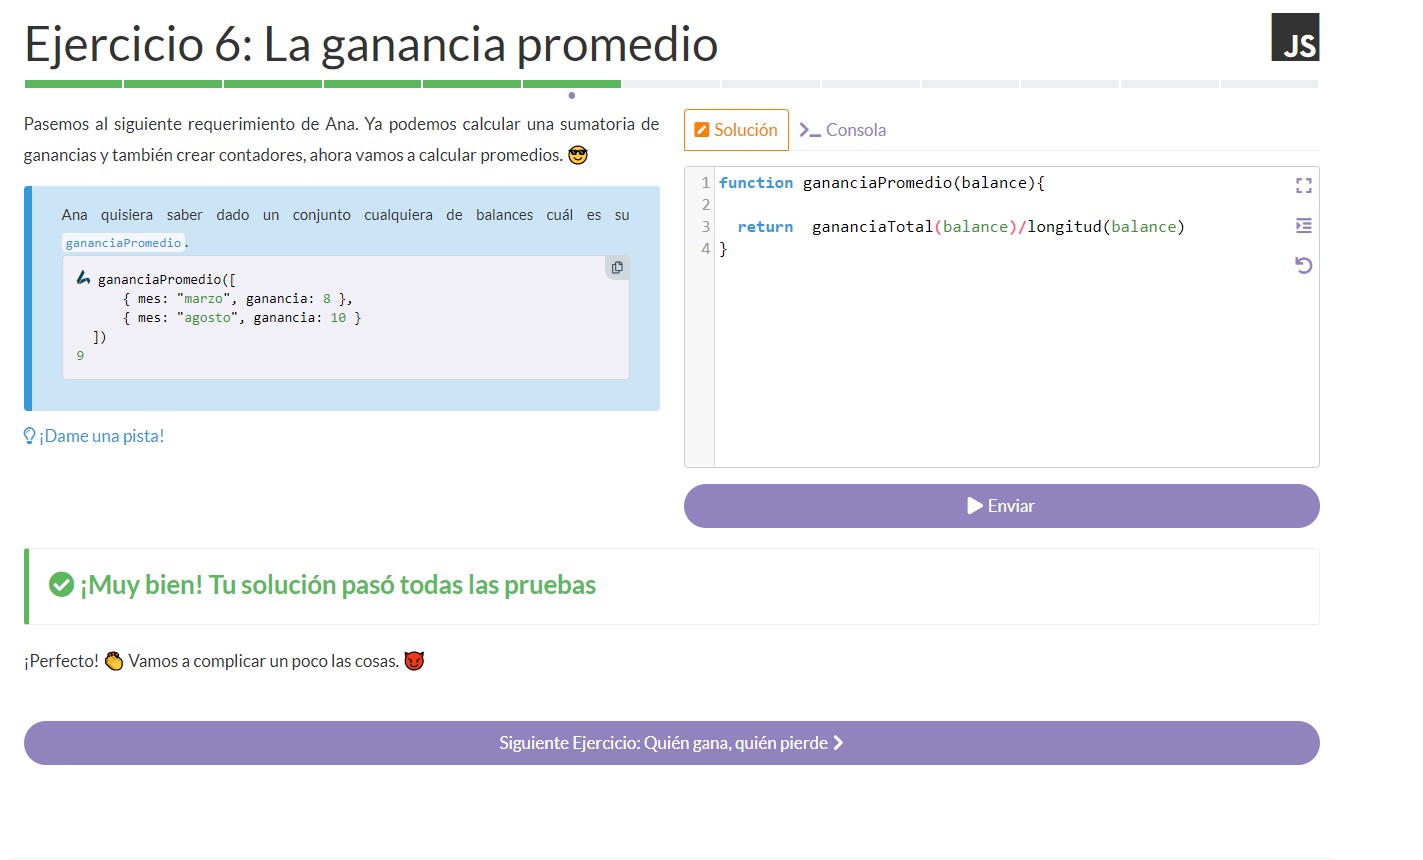 Ejercicio 6: La ganancia promedio
JS
Pasemos al siguiente requerimiento de Ana. Ya podemos calcular una sumatoria de
ganancias y también crear contadores, ahora vamos a calcular promedios. 😎
Ana quisiera saber dado un conjunto cualquiera de balances cuál es su
gananciaPromedio.
gananciaPromedio([
{ mes: "marzo", ganancia: 8 },
{ mes: "agosto", ganancia: 10 }
])
9
¡Dame una pista!
Solución
Consola
1 function gananciaPromedio(balance){
2
3 return gananciaTotal(balance)/longitud(balance)
4 }
Enviar
¡Muy bien! Tu solución pasó todas las pruebas
¡Perfecto! 👏 Vamos a complicar un poco las cosas. 😈
Siguiente Ejercicio: Quién gana, quién pierde